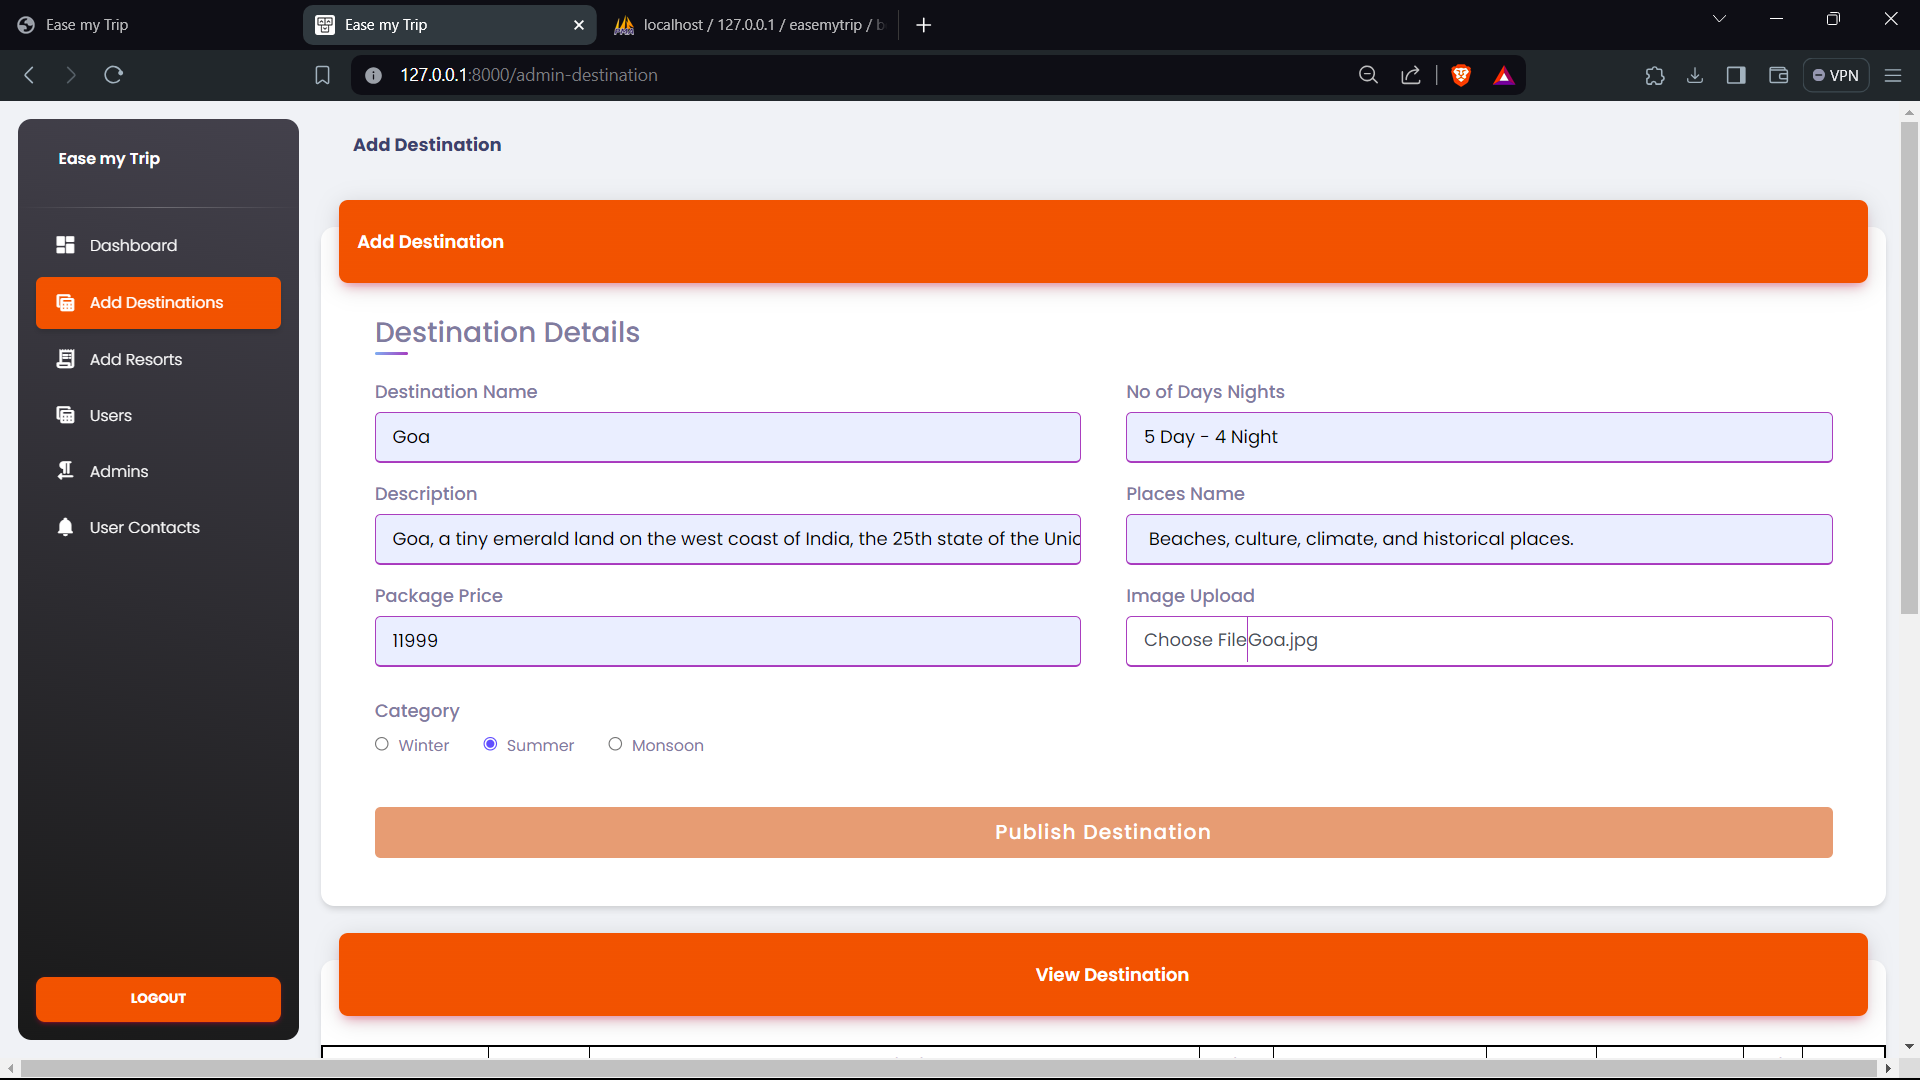 Ease my Trip
Ease my Trip
localhost / 127.0.0.1 / easemytrip / b
127.0.0.1:8000/admin-destination
VPN
Ease my Trip
Dashboard
Add Destinations
Add Resorts
Users
Admins
User Contacts
LOGOUT
Add Destination
Add Destination
Destination Details
Destination Name
No of Days Nights
Goa
5 Day - 4 Night
Description
Places Name
Goa, a tiny emerald land on the west coast of India, the 25th state of the Unic
Beaches, culture, climate, and historical places.
Package Price
Image Upload
11999
Choose File Goa.jpg
Category
Winter Summer Monsoon
Publish Destination
View Destination